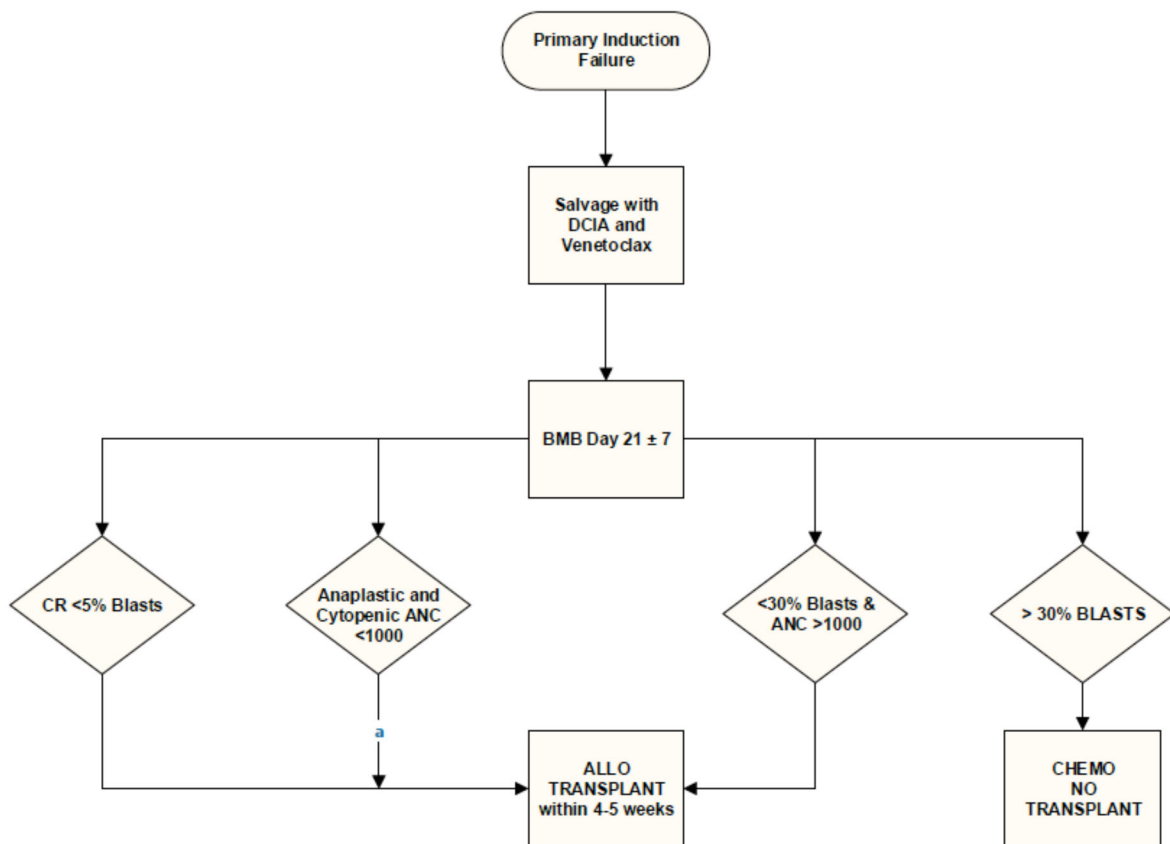 Primary Induction
Failure
Salvage with
DCIA and
Venetoclax
BMB Day 21 ± 7
CR <5% Blasts
Anaplastic and
Cytopenic ANC
<1000
<30% Blasts &
ANC >1000
> 30% BLASTS
a
ALLO
TRANSPLANT
within 4-5 weeks
CHEMO
NO
TRANSPLANT